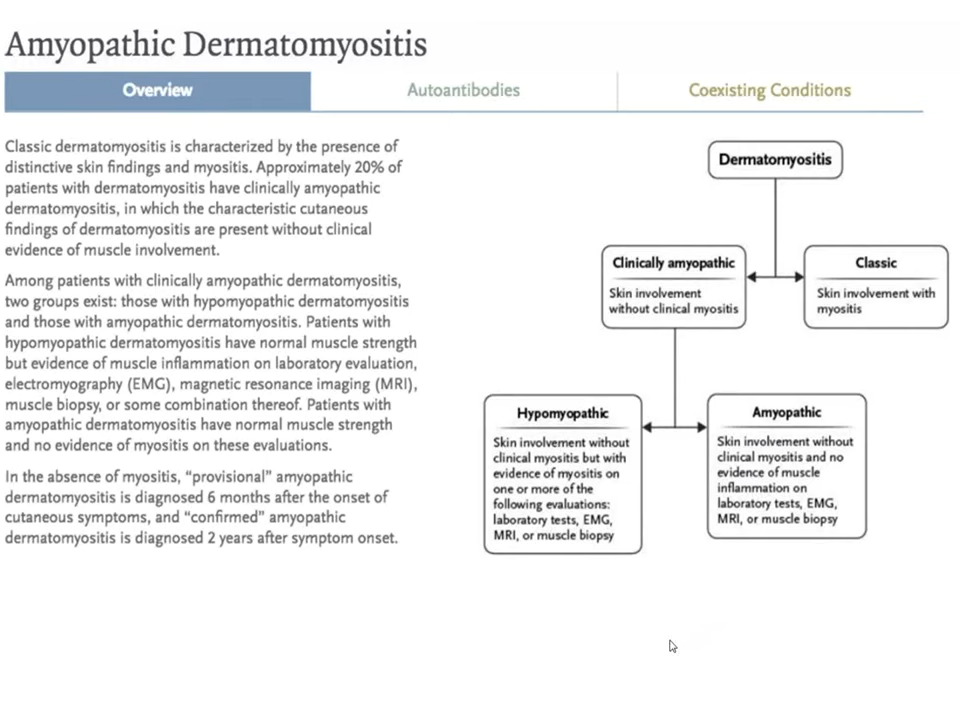 Amyopathic Dermatomyositis
Overview
Autoantibodies
Coexisting Conditions
Classic dermatomyositis is characterized by the presence of
distinctive skin findings and myositis. Approximately 20% of
patients with dermatomyositis have clinically amyopathic
dermatomyositis, in which the characteristic cutaneous
findings of dermatomyositis are present without clinical
evidence of muscle involvement.
Among patients with clinically amyopathic dermatomyositis,
two groups exist: those with hypomyopathic dermatomyositis
and those with amyopathic dermatomyositis. Patients with
hypomyopathic dermatomyositis have normal muscle strength
but evidence of muscle inflammation on laboratory evaluation,
electromyography (EMG), magnetic resonance imaging (MRI),
muscle biopsy, or some combination thereof. Patients with
amyopathic dermatomyositis have normal muscle strength
and no evidence of myositis on these evaluations.
In the absence of myositis, “provisional” amyopathic
dermatomyositis is diagnosed 6 months after the onset of
cutaneous symptoms, and “confirmed” amyopathic
dermatomyositis is diagnosed 2 years after symptom onset.
Dermatomyositis
Clinically amyopathic
Skin involvement
without clinical myositis
Classic
Skin involvement with
myositis
Hypomyopathic
Skin involvement without
clinical myositis but with
evidence of myositis on
one or more of the
following evaluations:
laboratory tests, EMG,
MRI, or muscle biopsy
Amyopathic
Skin involvement without
clinical myositis and no
evidence of muscle
inflammation on
laboratory tests, EMG,
MRI, or muscle biopsy